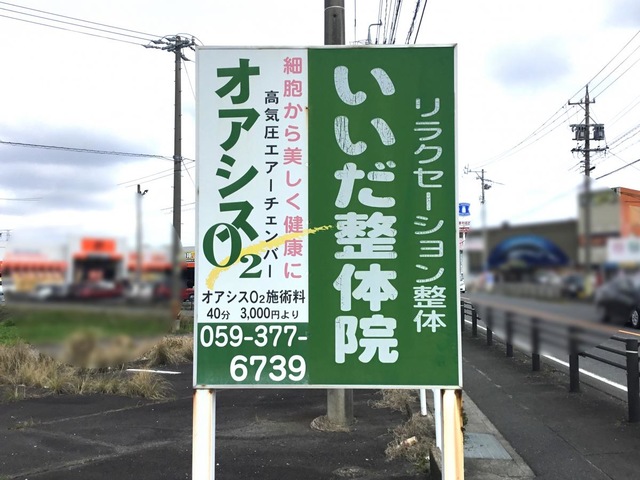 リラクセーション整体
いいだ整体院
細胞から美しく健康に
高気圧エアーチェンバー
オアシスO2
オアシスO2施術料
40分 3,000円より
059-377-
6739